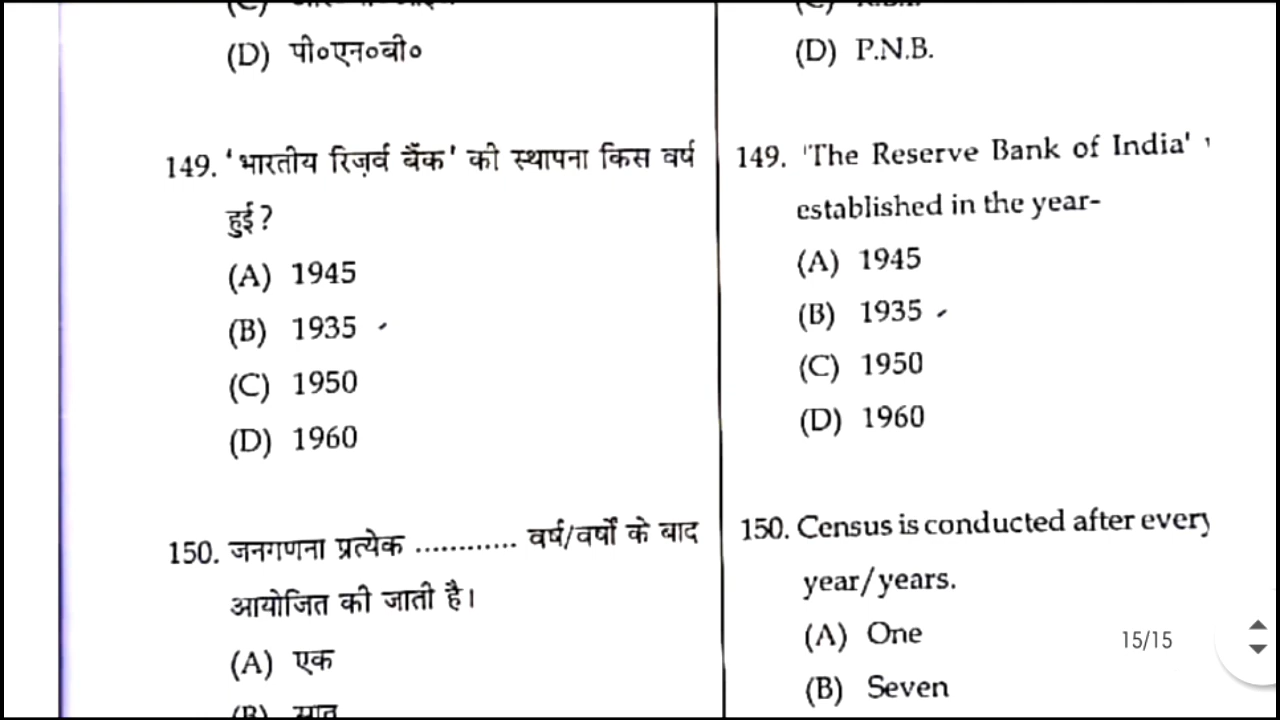 (D) पी०एन०बी०
149. 'भारतीय रिज़र्व बैंक' की स्थापना किस वर्ष
हुई?
(A) 1945
(B) 1935
(C) 1950
(D) 1960
150. जनगणना प्रत्येक ............ वर्ष/वर्षों के बाद
आयोजित की जाती है।
(A) एक
(D) P.N.B.
149. 'The Reserve Bank of India'
established in the year-
(A) 1945
(B) 1935
(C) 1950
(D) 1960
150. Census is conducted after every
year/years.
(A) One
(B) Seven
15/15